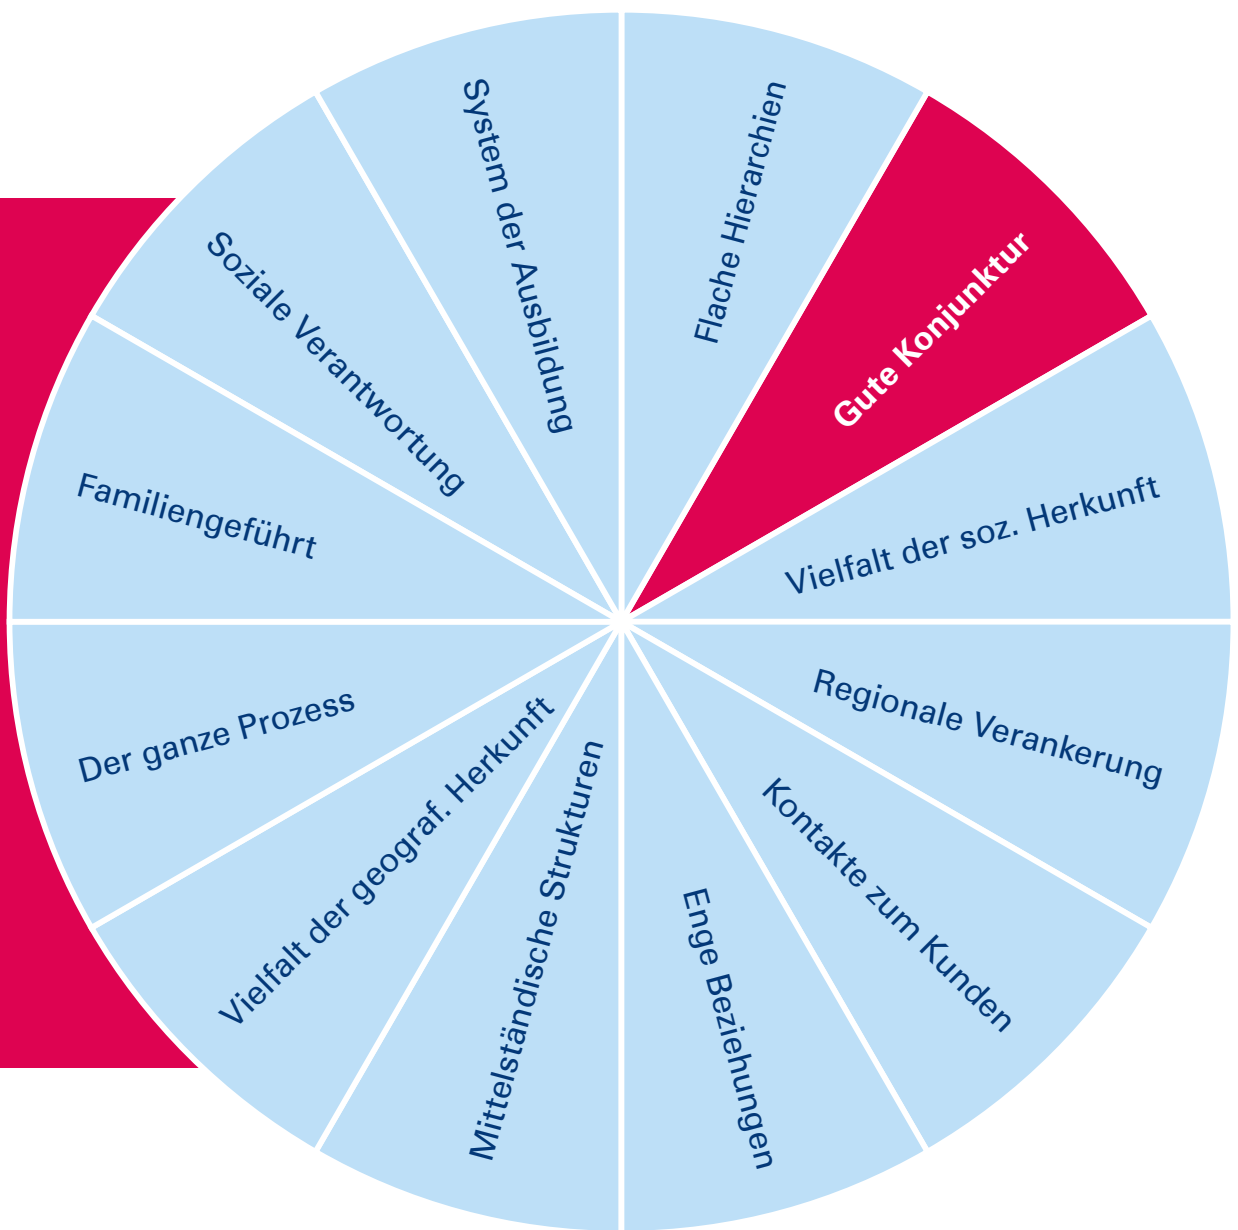 Flache Hierarchien
Gute Konjunktur
Vielfalt der soz. Herkunft
Regionale Verankerung
Kontakte zum Kunden
Enge Beziehungen
Mittelständische Strukturen
Vielfalt der geograf. Herkunft
Der ganze Prozess
Familiengeführt
Soziale Verantwortung
System der Ausbildung